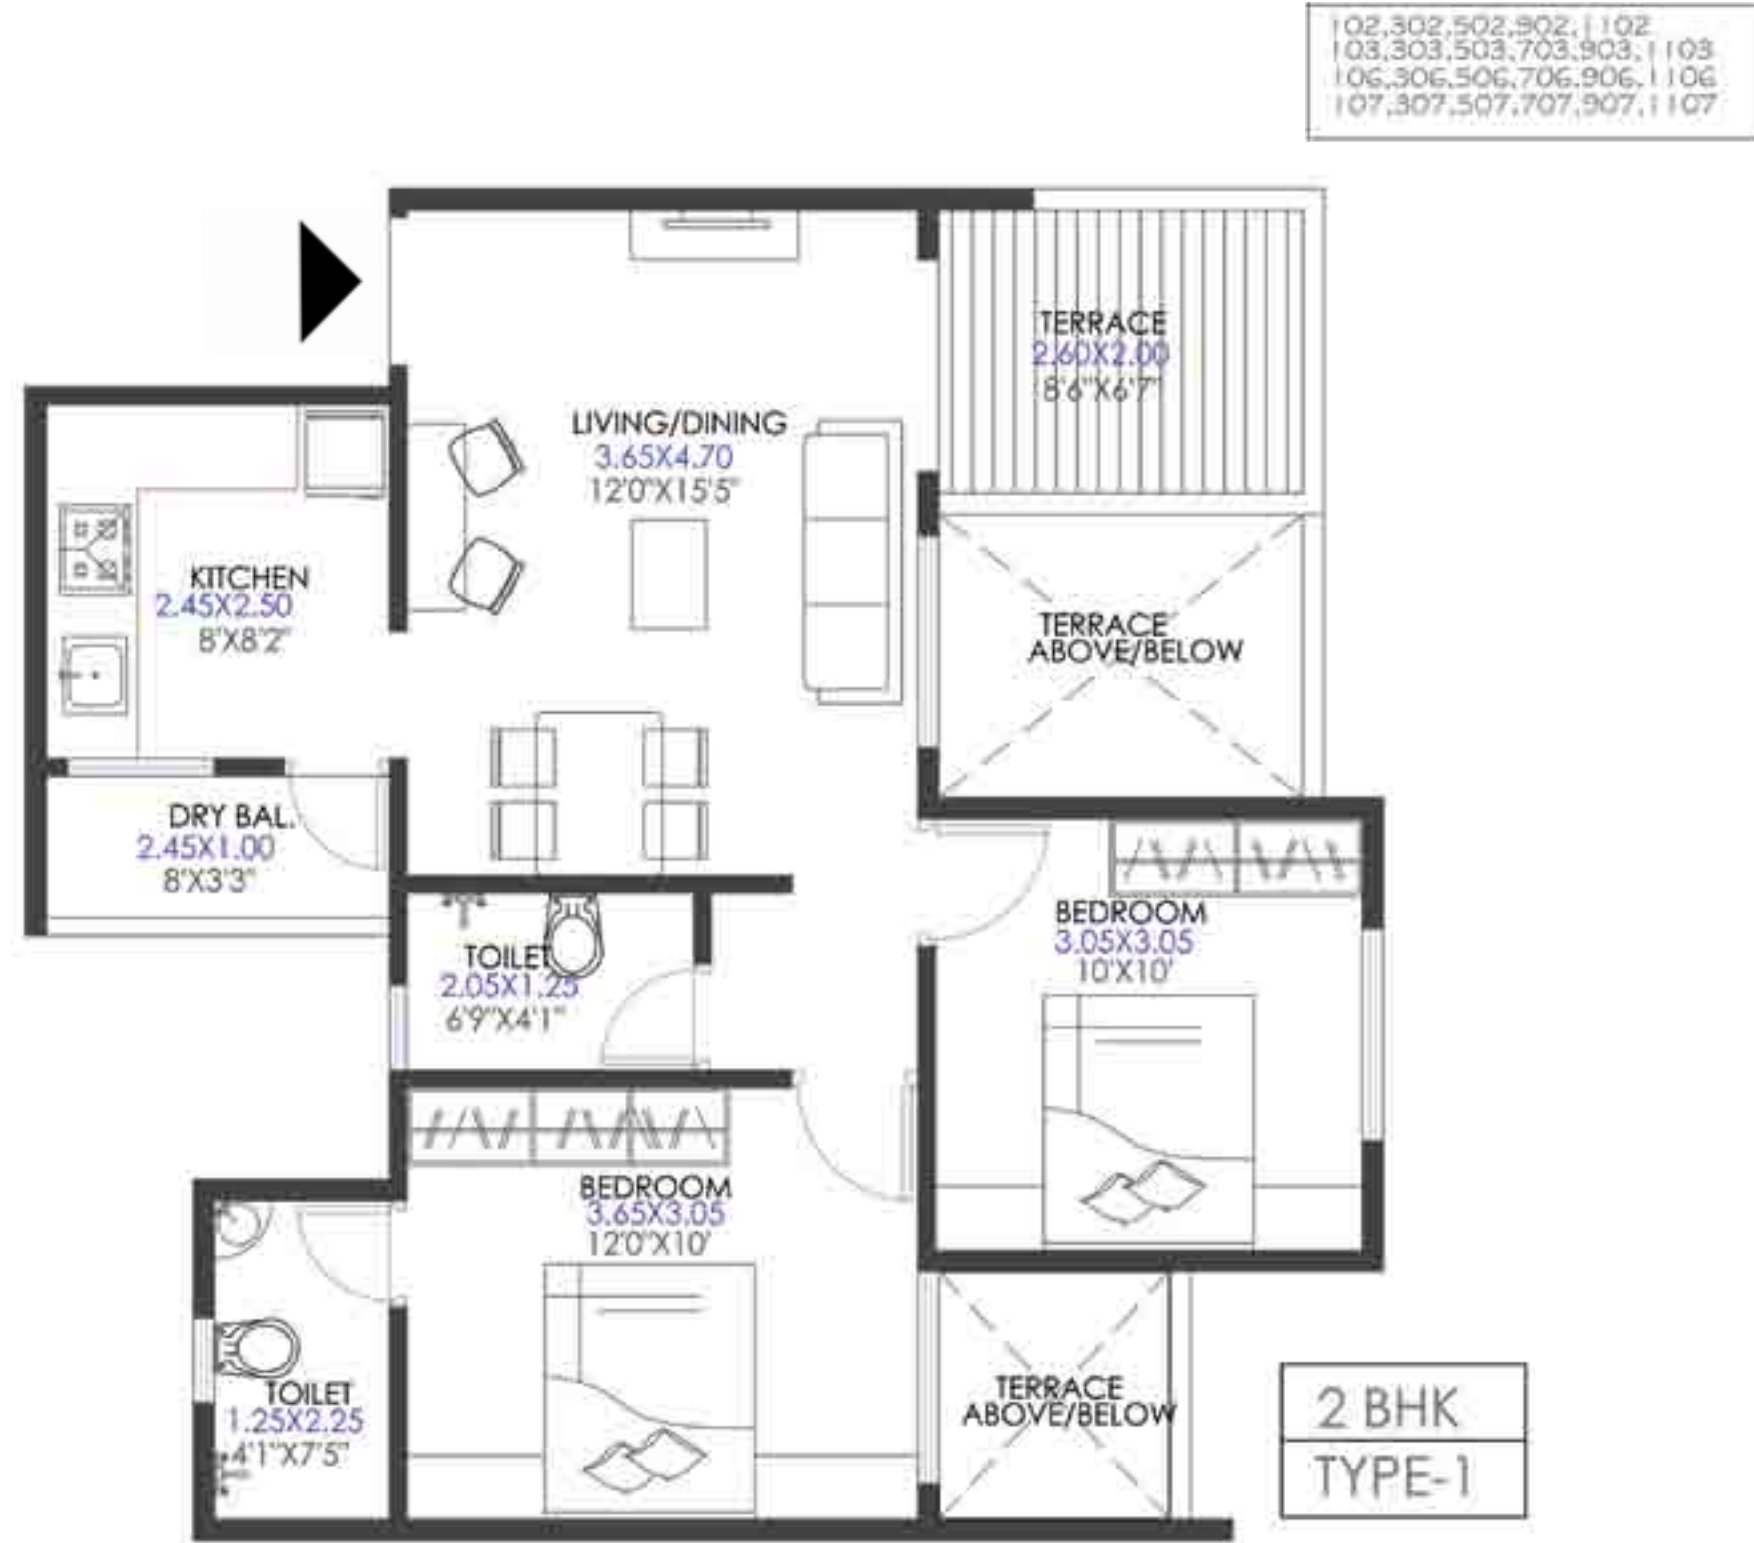 102,302,502,902,1102
103,303,503,703,903,1103
106,306,506,706,906,1106
107,307,507,707,907,1107
TERRACE
2.60X2.00
8'6"X6'7"
LIVING/DINING
3.65X4.70
12'0"X15'5"
KITCHEN
2.45X2.50
8'X8'2"
TERRACE
ABOVE/BELOW
DRY BAL.
2.45X1.00
8'X3'3"
BEDROOM
3.05X3.05
10'X10'
TOILET
2.05X1.25
6'9"X4'1"
BEDROOM
3.65X3.05
12'0"X10'
TOILET
1.25X2.25
4'1"X7'5"
TERRACE
ABOVE/BELOW
2 BHK
TYPE-1